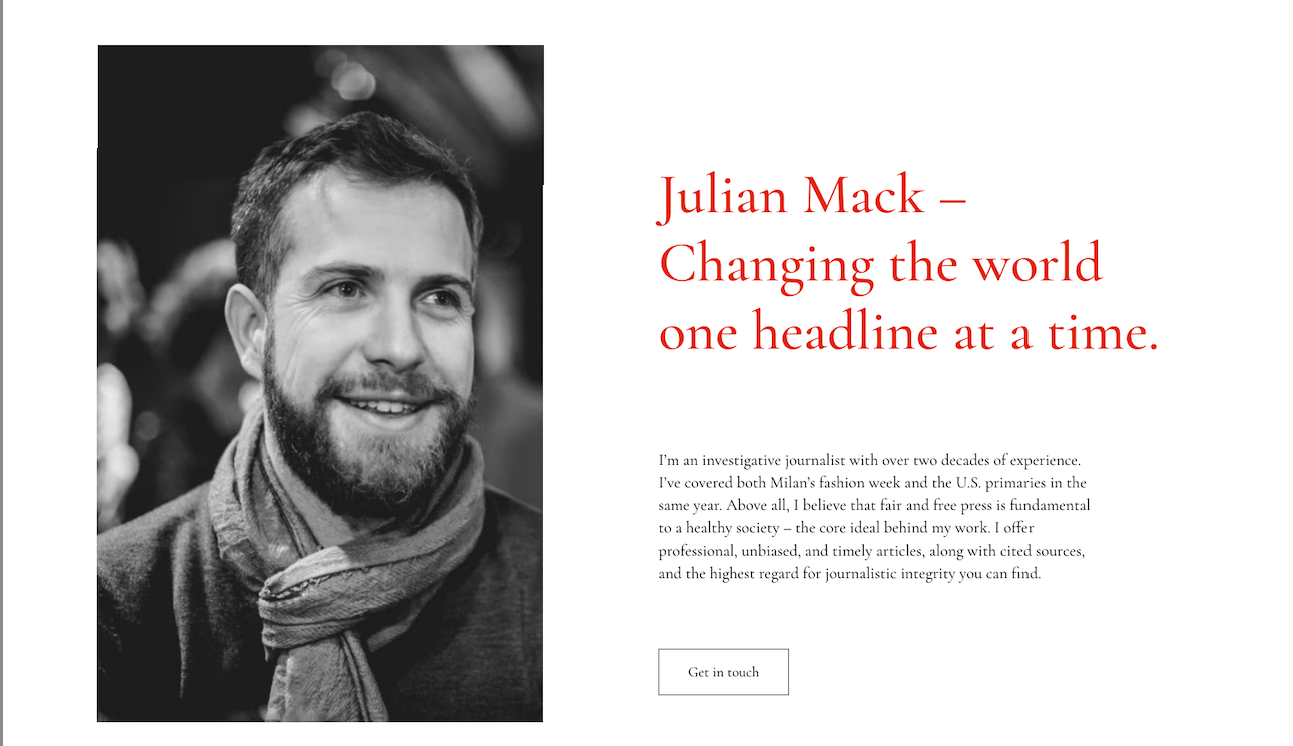 Julian Mack –
Changing the world
one headline at a time.
I’m an investigative journalist with over two decades of experience.
I’ve covered both Milan’s fashion week and the U.S. primaries in the
same year. Above all, I believe that fair and free press is fundamental
to a healthy society – the core ideal behind my work. I offer
professional, unbiased, and timely articles, along with cited sources,
and the highest regard for journalistic integrity you can find.
Get in touch